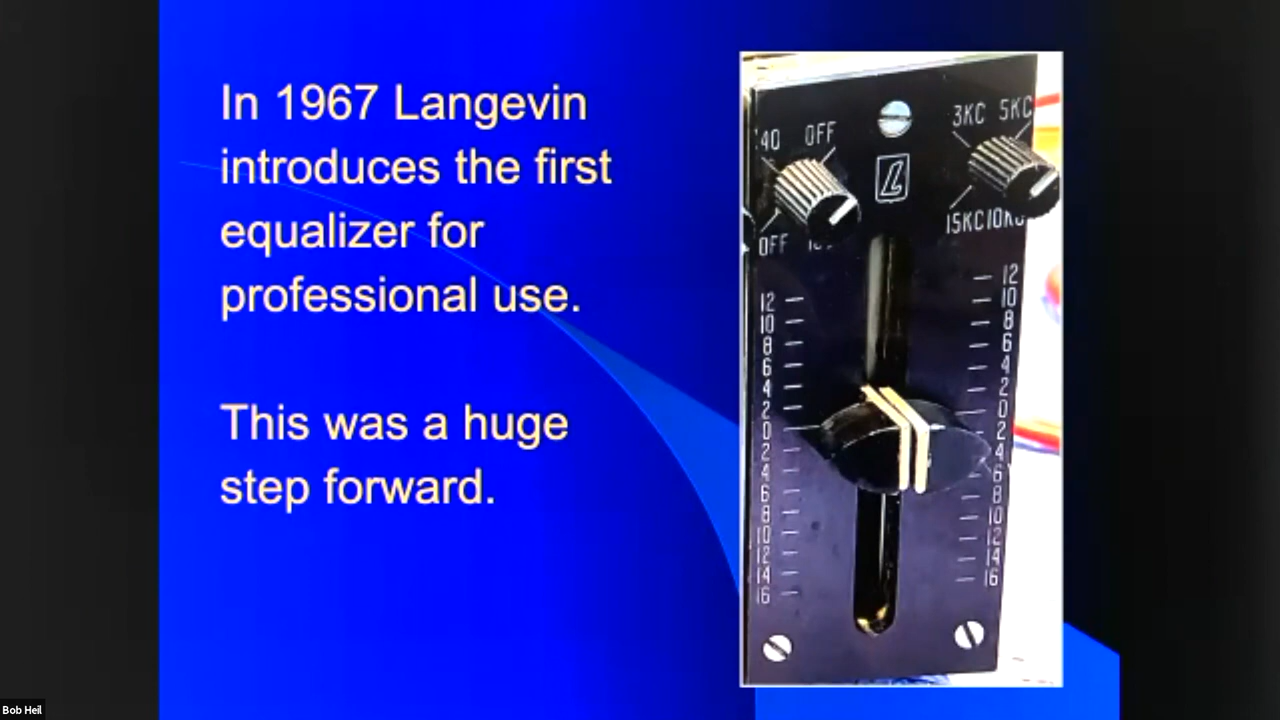 In 1967 Langevin
introduces the first
equalizer for
professional use.
This was a huge
step forward.
40 OFF
OFF
3KC 5KC
15KC 10KC
12
10
8
6
4
2
0
2
4
6
8
10
12
14
16
12
10
8
6
4
2
0
2
4
6
8
10
12
14
16
Bob Heil